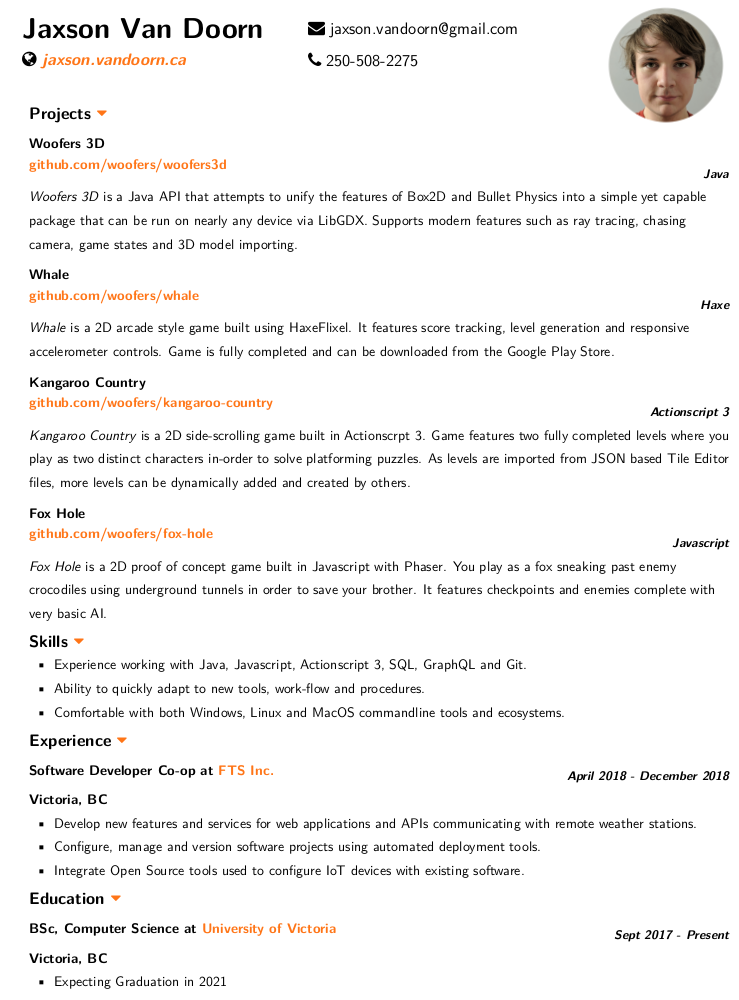 Jaxson Van Doorn
jaxson.vandoorn@gmail.com
jaxson.vandoorn.ca
250-508-2275
Projects
Woofers 3D
github.com/woofers/woofers3d
Java
Woofers 3D is a Java API that attempts to unify the features of Box2D and Bullet Physics into a simple yet capable
package that can be run on nearly any device via LibGDX. Supports modern features such as ray tracing, chasing
camera, game states and 3D model importing.
Whale
github.com/woofers/whale
Haxe
Whale is a 2D arcade style game built using HaxeFlixel. It features score tracking, level generation and responsive
accelerometer controls. Game is fully completed and can be downloaded from the Google Play Store.
Kangaroo Country
github.com/woofers/kangaroo-country
Actionscript 3
Kangaroo Country is a 2D side-scrolling game built in Actionscrpt 3. Game features two fully completed levels where you
play as two distinct characters in-order to solve platforming puzzles. As levels are imported from JSON based Tile Editor
files, more levels can be dynamically added and created by others.
Fox Hole
github.com/woofers/fox-hole
Javascript
Fox Hole is a 2D proof of concept game built in Javascript with Phaser. You play as a fox sneaking past enemy
crocodiles using underground tunnels in order to save your brother. It features checkpoints and enemies complete with
very basic AI.
Skills
▪ Experience working with Java, Javascript, Actionscript 3, SQL, GraphQL and Git.
▪ Ability to quickly adapt to new tools, work-flow and procedures.
▪ Comfortable with both Windows, Linux and MacOS commandline tools and ecosystems.
Experience
Software Developer Co-op at FTS Inc.
April 2018 - December 2018
Victoria, BC
▪ Develop new features and services for web applications and APIs communicating with remote weather stations.
▪ Configure, manage and version software projects using automated deployment tools.
▪ Integrate Open Source tools used to configure IoT devices with existing software.
Education
BSc, Computer Science at University of Victoria
Sept 2017 - Present
Victoria, BC
▪ Expecting Graduation in 2021